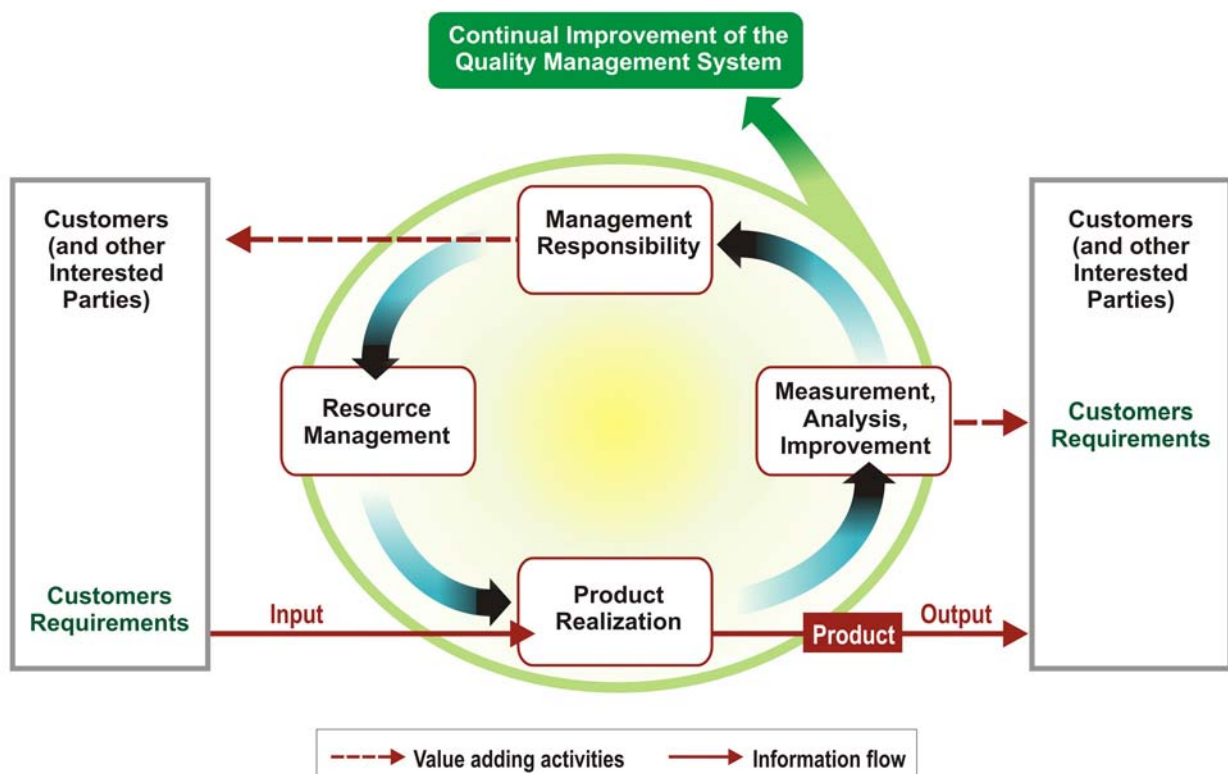 Continual Improvement of the
Quality Management System
Customers
(and other
Interested
Parties)
Customers
Requirements
Management
Responsibility
Resource
Management
Measurement,
Analysis,
Improvement
Product
Realization
Input
Product
Output
Customers
(and other
Interested
Parties)
Customers
Requirements
Value adding activities
Information flow